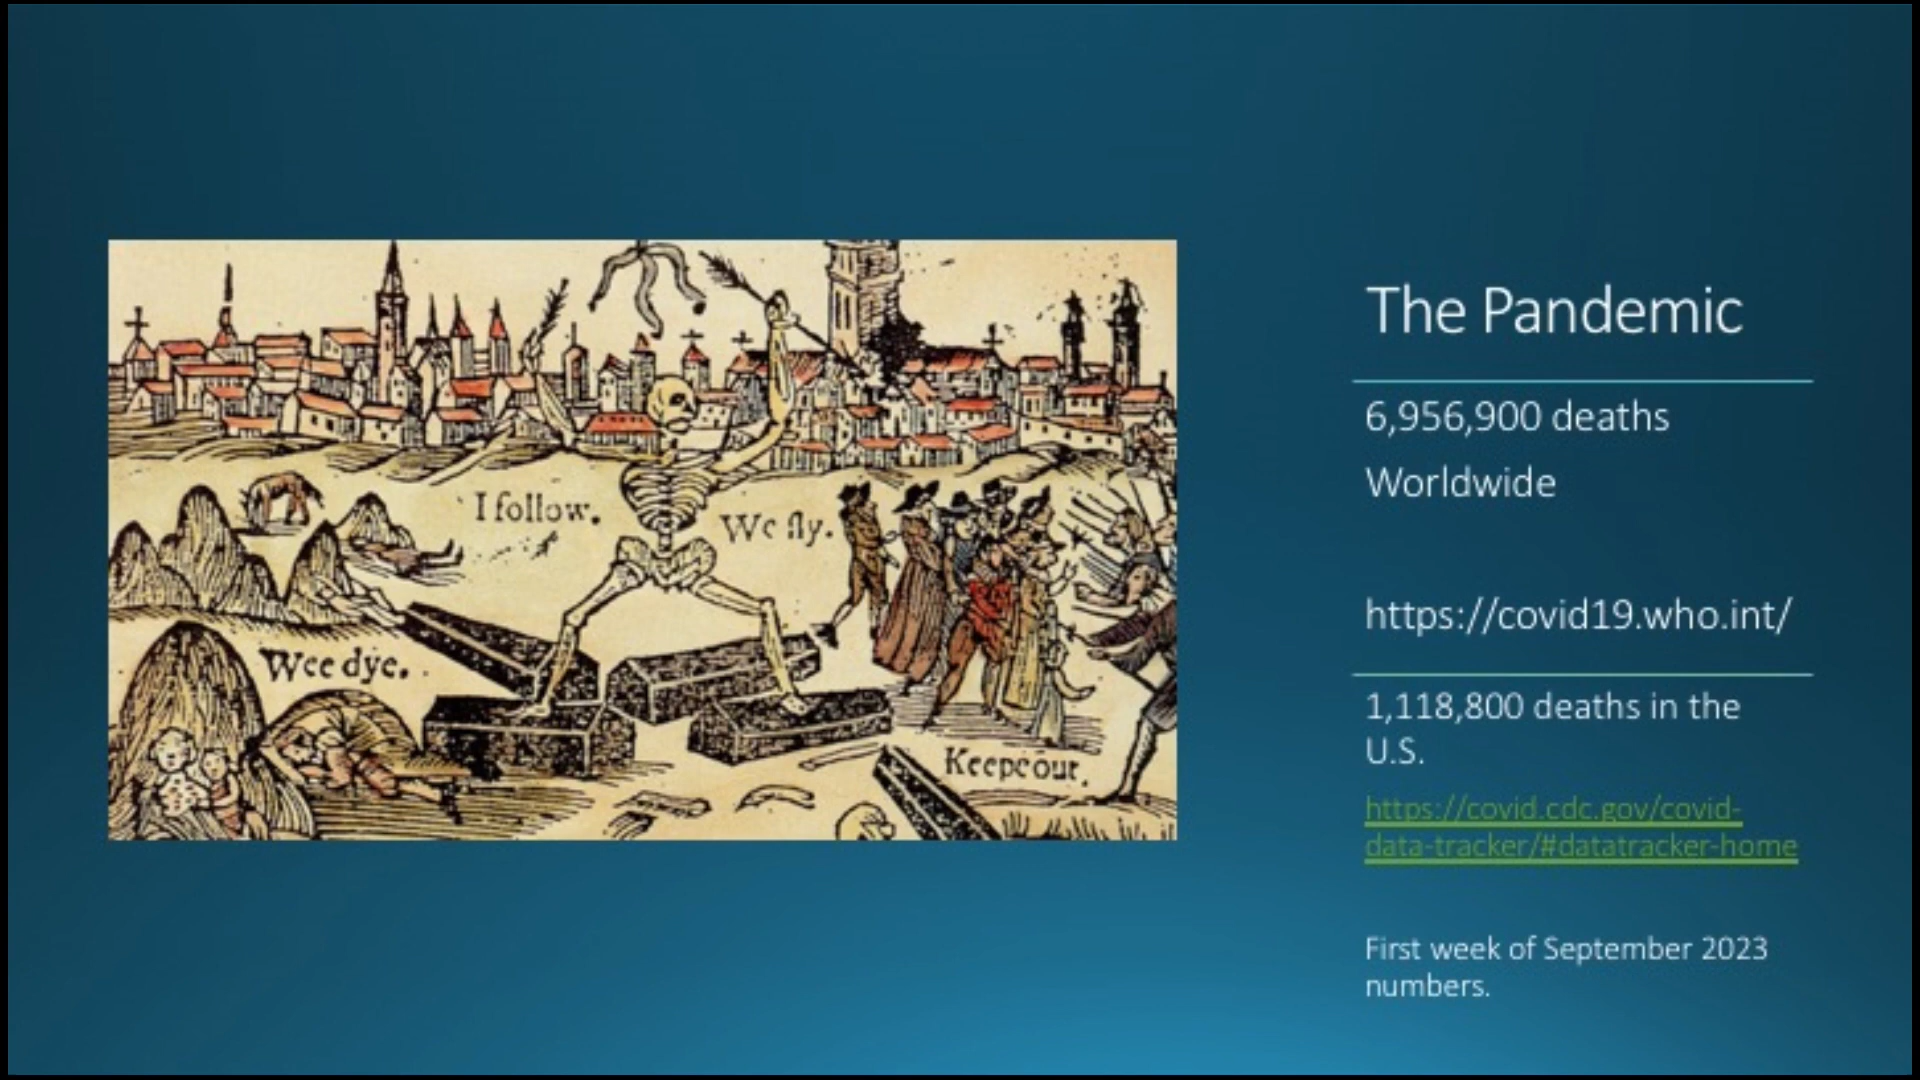 I follow.
We fly.
Wee dye.
Keepe out.
The Pandemic
6,956,900 deaths
Worldwide
https://covid19.who.int/
1,118,800 deaths in the
U.S.
https://covid.cdc.gov/covid-
data-tracker/#datatracker-home
First week of September 2023
numbers.